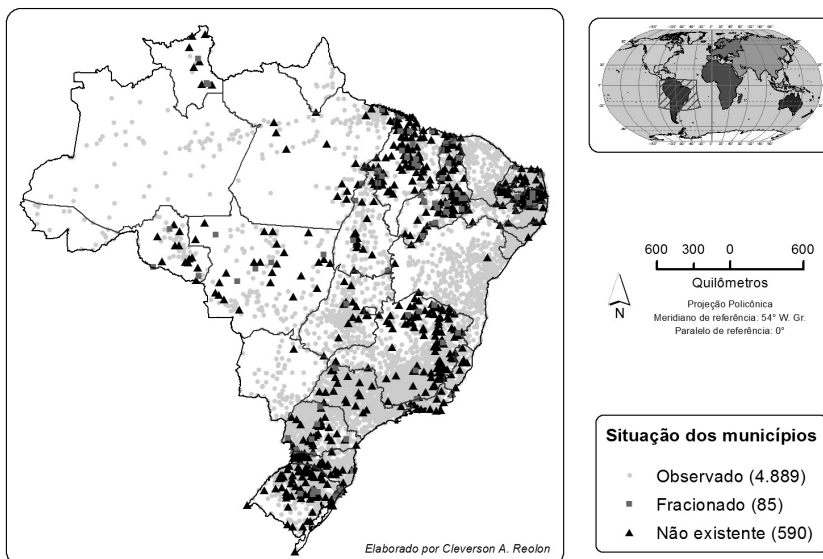 600 300 0 600
Quilômetros
N
Projeção Policônica
Meridiano de referência: 54° W. Gr.
Paralelo de referência: 0°
Situação dos municípios
Observado (4.889)
Fracionado (85)
Não existente (590)
Elaborado por Cleverson A. Reolon